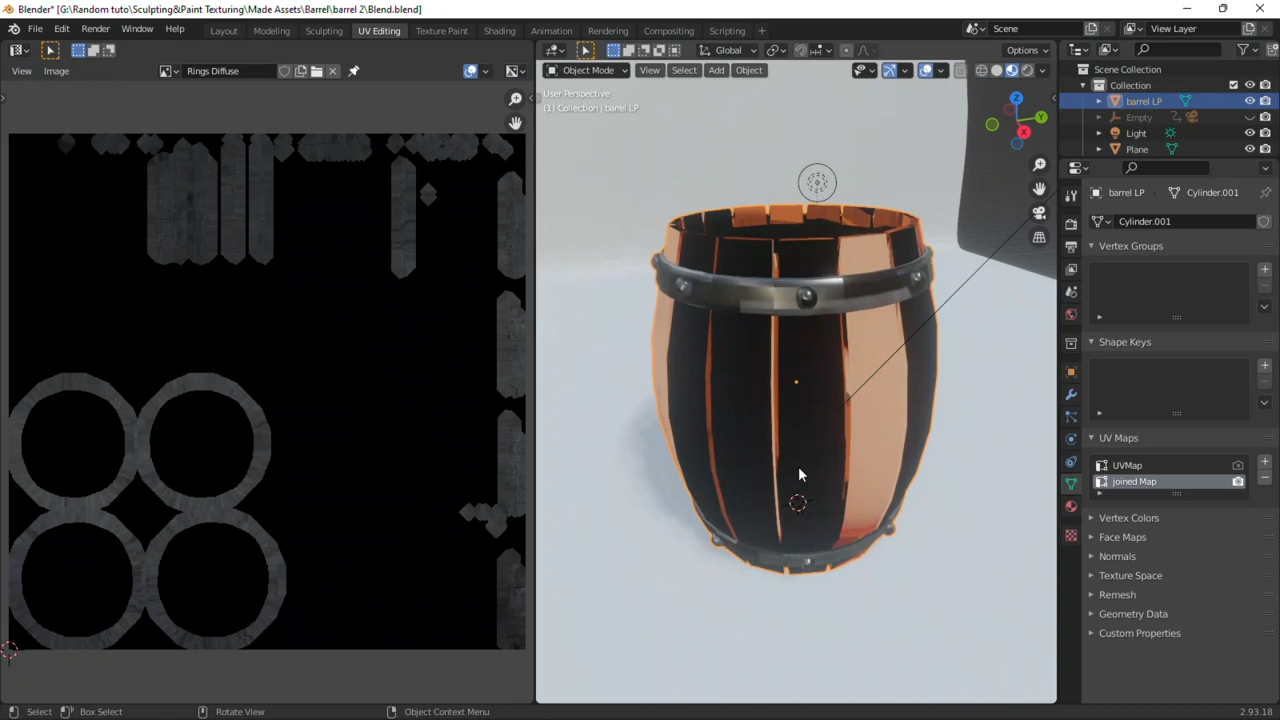 Blender* [G:\Random tuto\Sculpting&Paint Texturing\Made Assets\Barrel\barrel 2\Blend.blend]
File Edit Render Window Help
Layout Modeling Sculpting UV Editing Texture Paint Shading Animation Rendering Compositing Scripting +
Scene
View Layer
View Image
Rings Diffuse
Global
Options
Object Mode View Select Add Object
User Perspective
(1) Collection | barrel LP
Z
Y
X
Scene Collection
Collection
barrel LP
Empty
Light
Plane
barrel LP
Cylinder.001
Cylinder.001
Vertex Groups
Shape Keys
UV Maps
UVMap
joined Map
Vertex Colors
Face Maps
Normals
Texture Space
Remesh
Geometry Data
Custom Properties
Select
Box Select
Rotate View
Object Context Menu
2.93.18